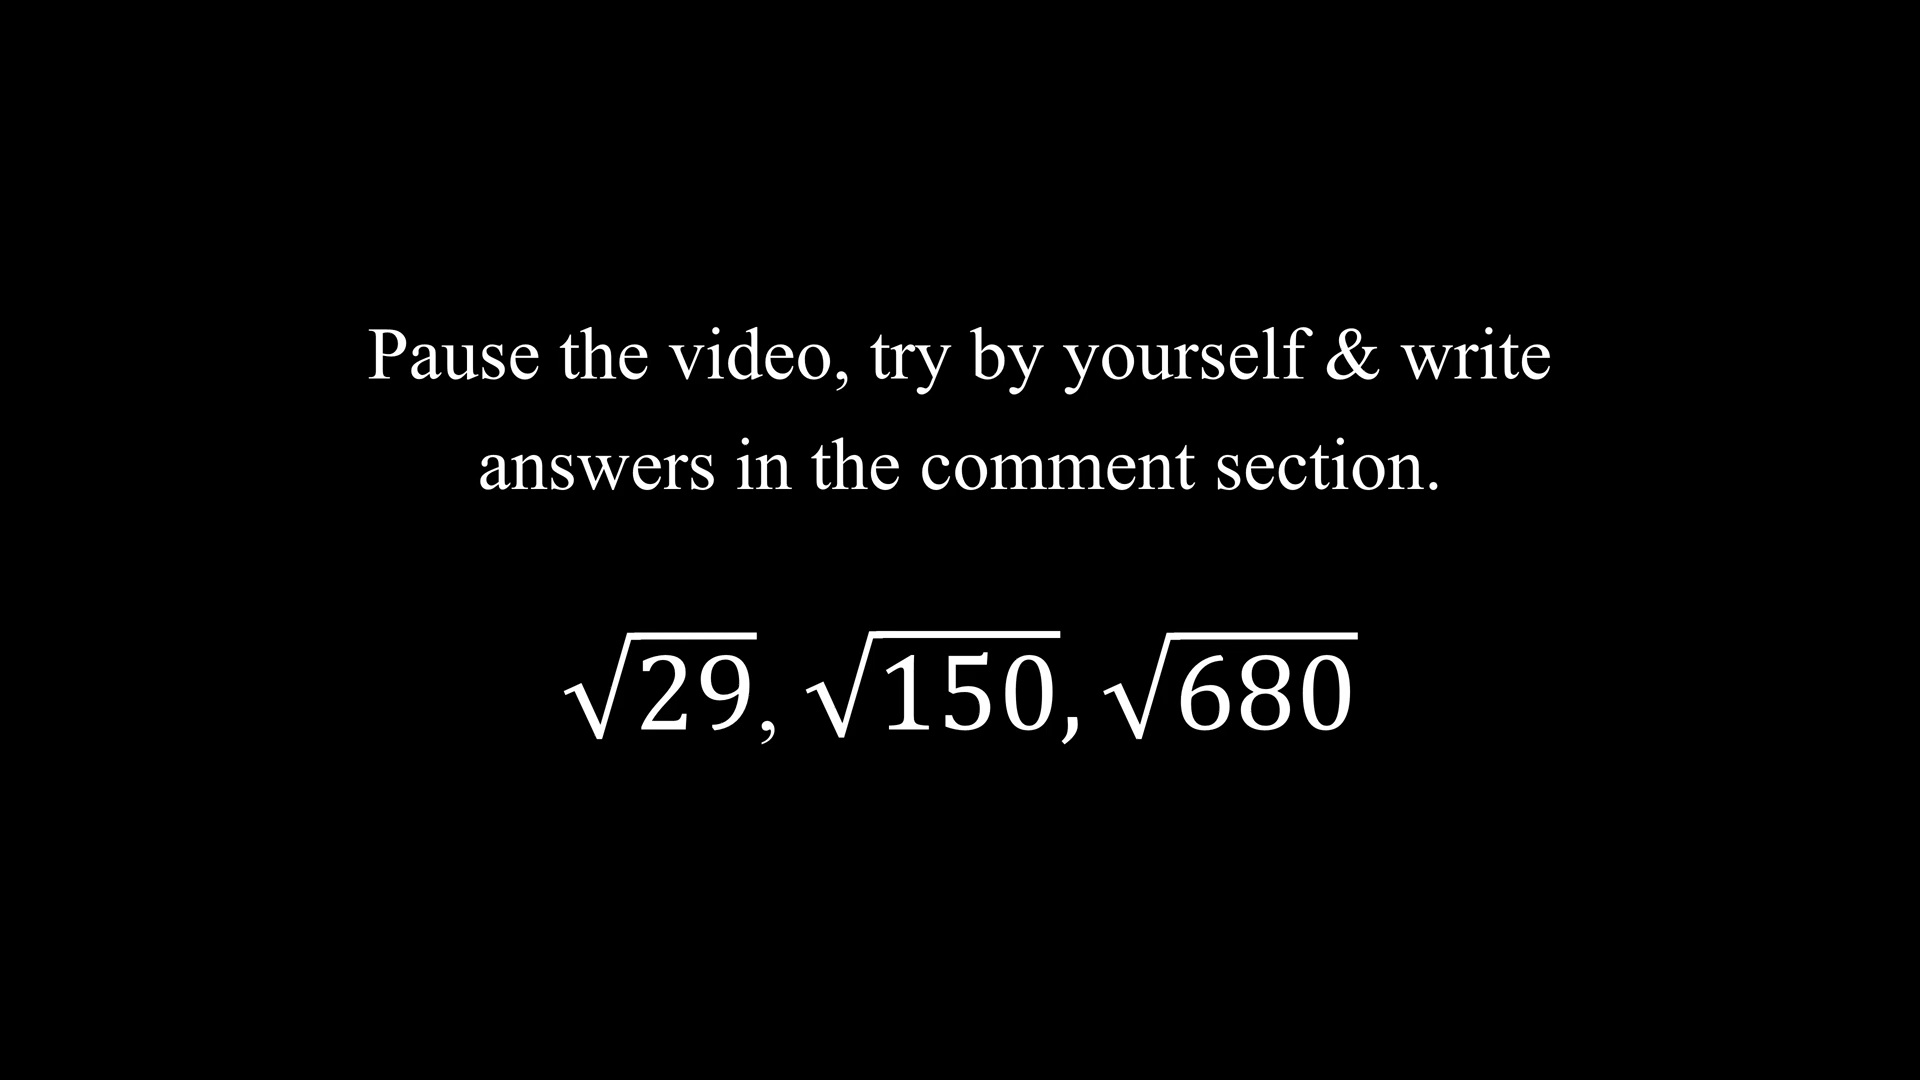 Pause the video, try by yourself & write
answers in the comment section.
√29, √150, √680